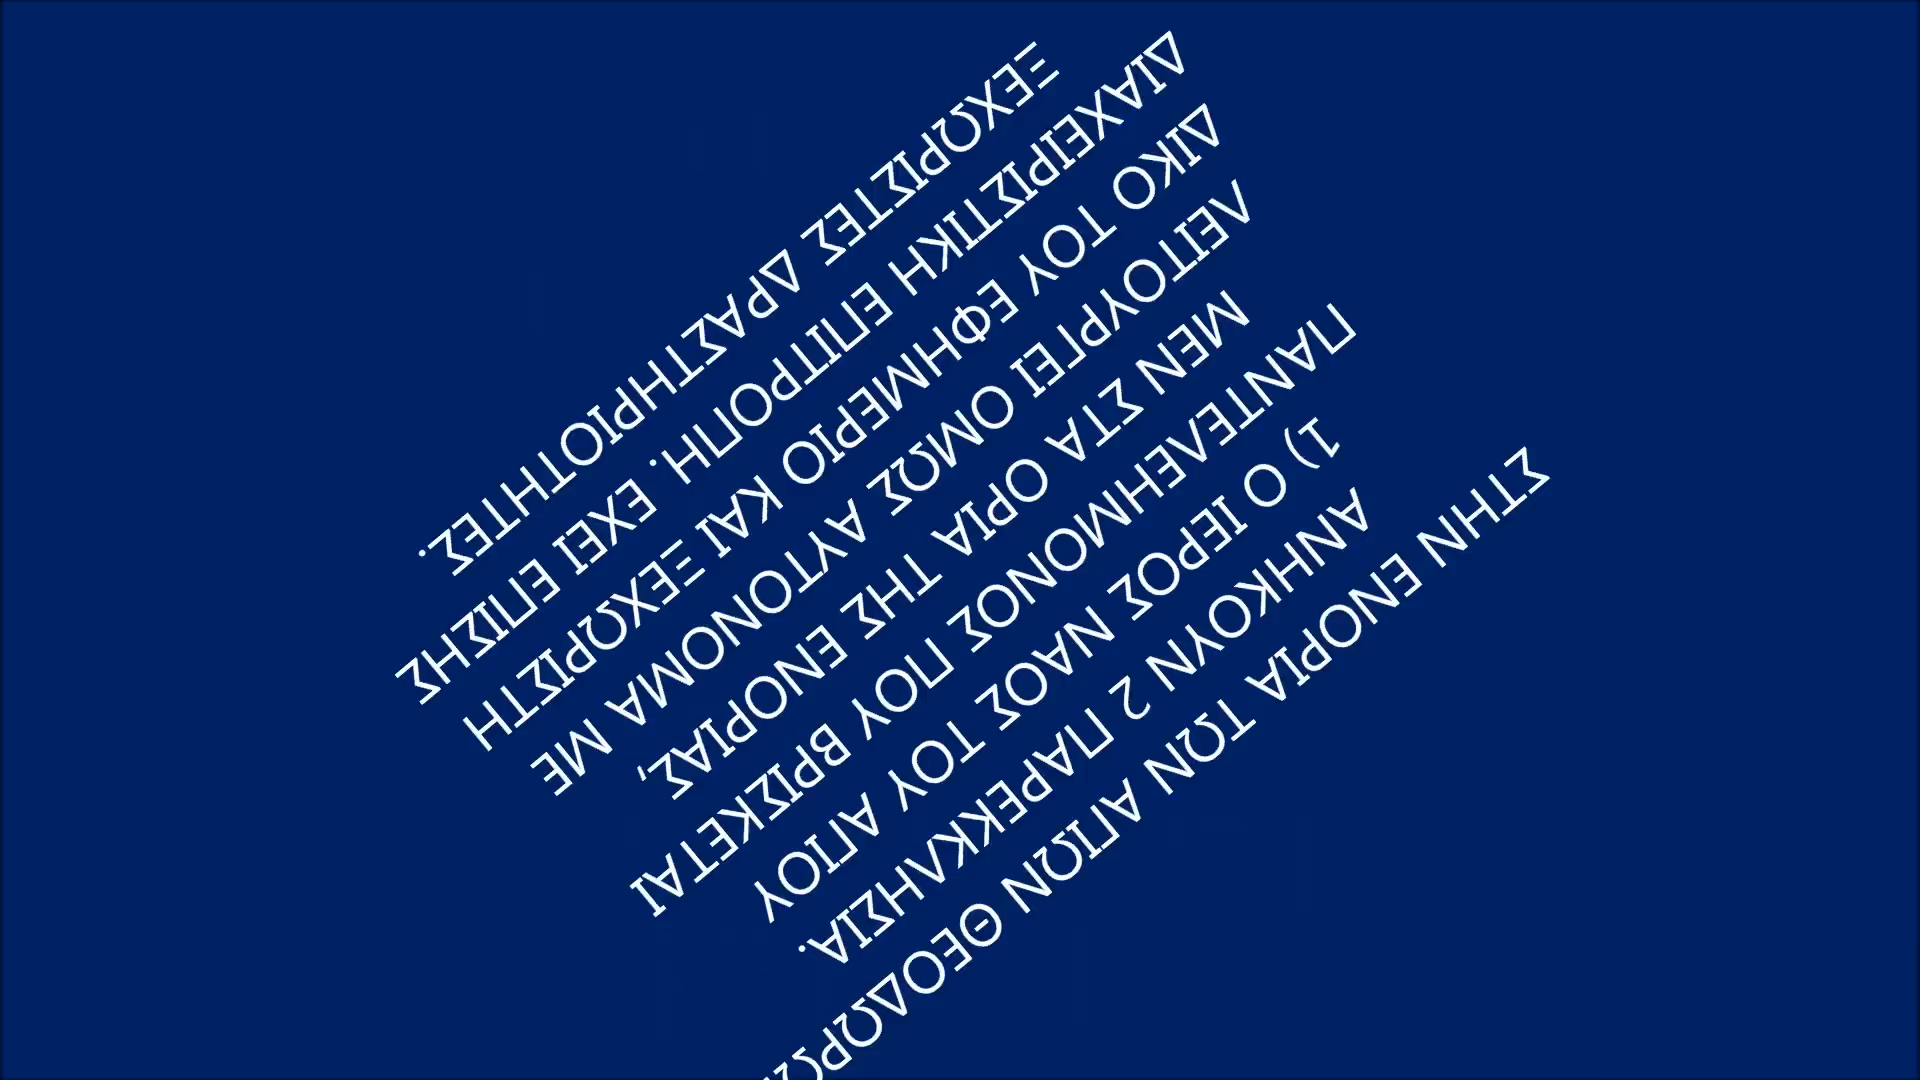 ΣΤΗΝ ΕΝΟΡΙΑ ΤΩΝ ΑΓΙΩΝ
ΑΝΗΚΟΥΝ 2 ΠΑΡΕΚΚΛΗΣΙΑ.
1) Ο ΙΕΡΟΣ ΝΑΟΣ ΤΟΥ ΑΓΙΟΥ
ΠΑΝΤΕΛΕΗΜΟΝΟΣ ΠΟΥ ΒΡΙΣΚΕΤΑΙ
ΜΕΝ ΣΤΑ ΟΡΙΑ ΤΗΣ ΕΝΟΡΙΑΣ,
ΛΕΙΤΟΥΡΓΕΙ ΟΜΩΣ ΑΥΤΟΝΟΜΑ ΜΕ
ΔΙΚΟ ΤΟΥ ΕΦΗΜΕΡΙΟ ΚΑΙ ΞΕΧΩΡΙΣΤΗ
ΔΙΑΧΕΙΡΙΣΤΙΚΗ ΕΠΙΤΡΟΠΗ. ΕΧΕΙ ΕΠΙΣΗΣ
ΞΕΧΩΡΙΣΤΕΣ ΔΡΑΣΤΗΡΙΟΤΗΤΕΣ.